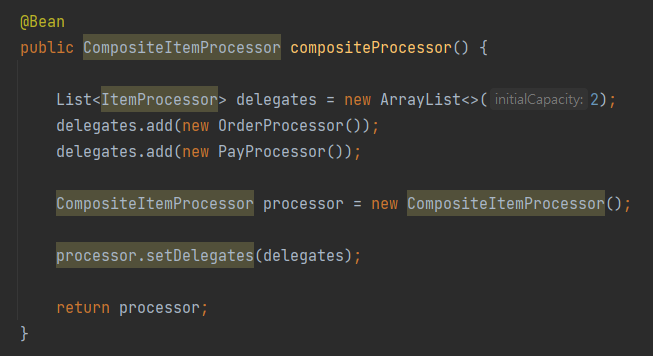 @Bean
public CompositeItemProcessor compositeProcessor() {
List<ItemProcessor> delegates = new ArrayList<>( initialCapacity: 2);
delegates.add(new OrderProcessor());
delegates.add(new PayProcessor());
CompositeItemProcessor processor = new CompositeItemProcessor();
processor.setDelegates(delegates);
return processor;
}